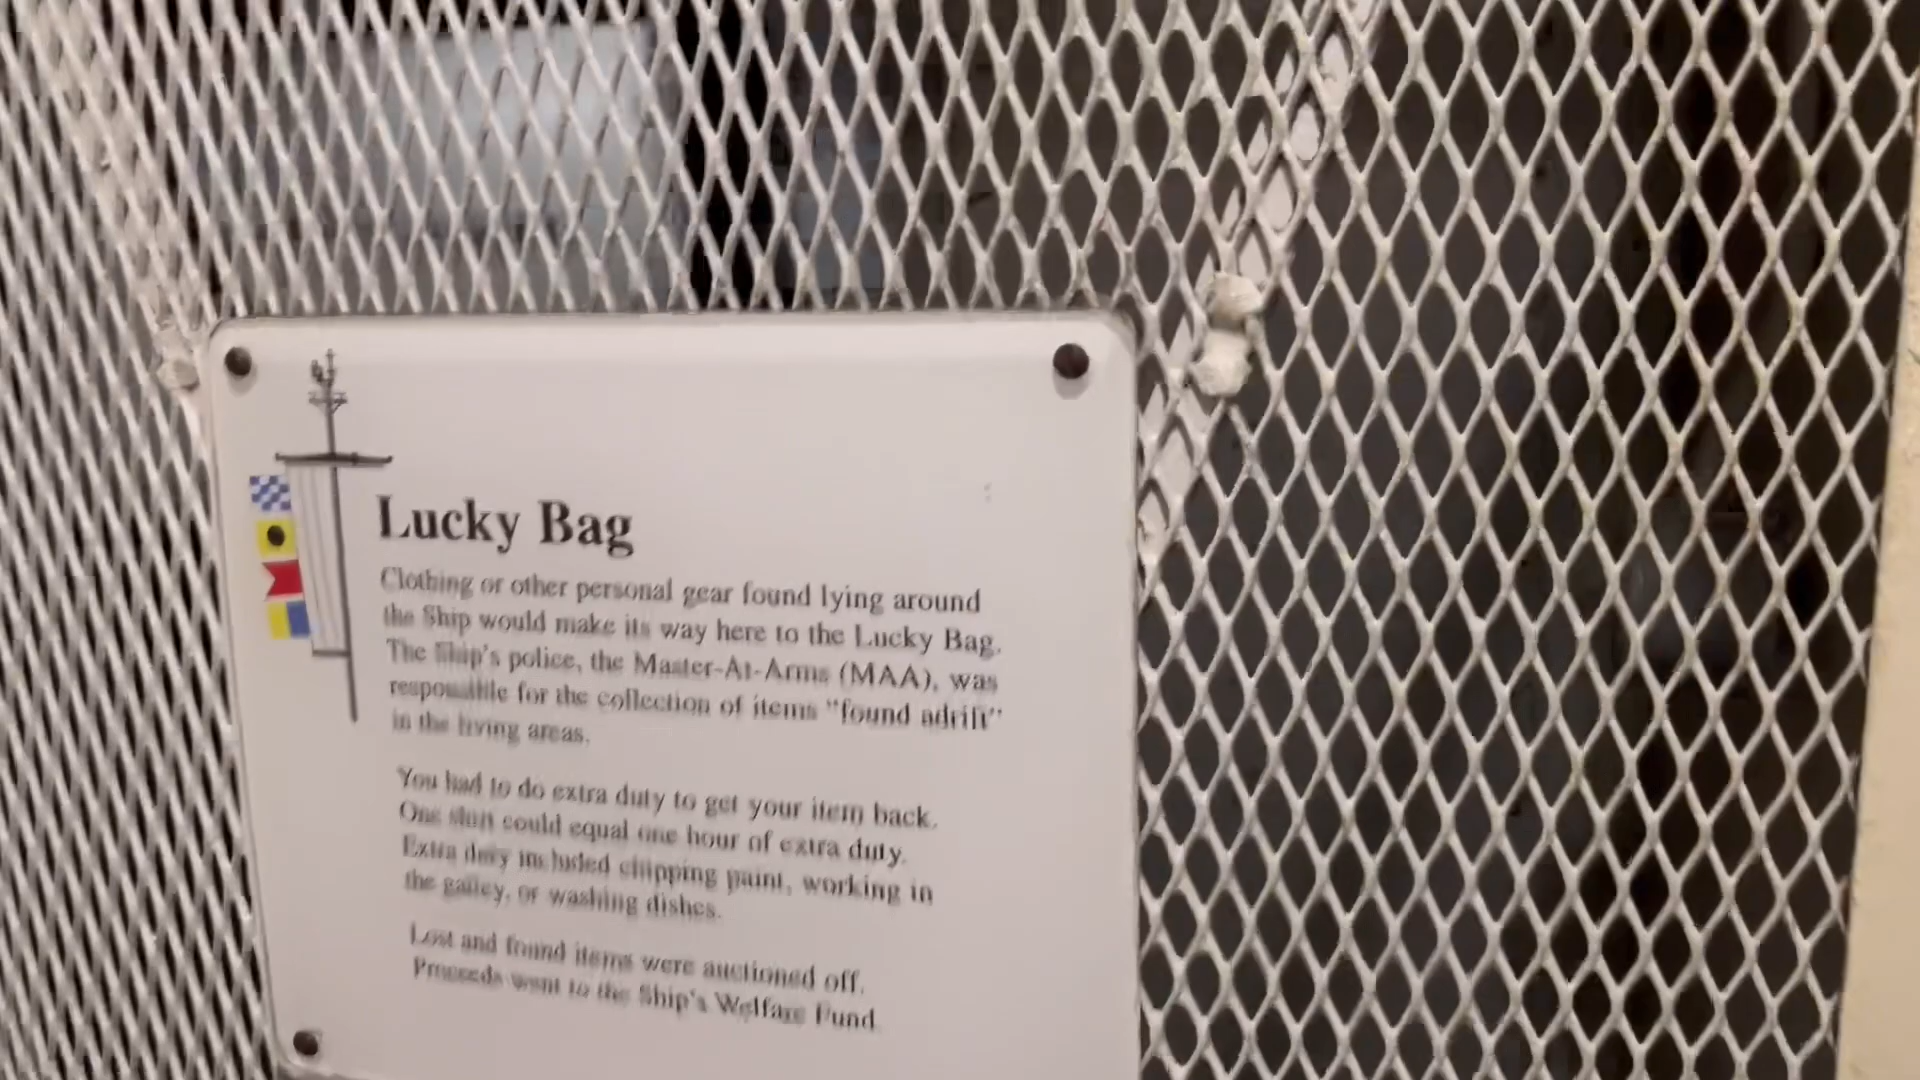 Lucky Bag
Clothing or other personal gear found lying around
the Ship would make its way here to the Lucky Bag.
The Ship's police, the Master-At-Arms (MAA), was
responsible for the collection of items "found adrift"
in the living areas.
You had to do extra duty to get your item back.
One shirt could equal one hour of extra duty.
Extra duty included chipping paint, working in
the galley, or washing dishes.
Lost and found items were auctioned off.
Proceeds went to the Ship's Welfare Fund.